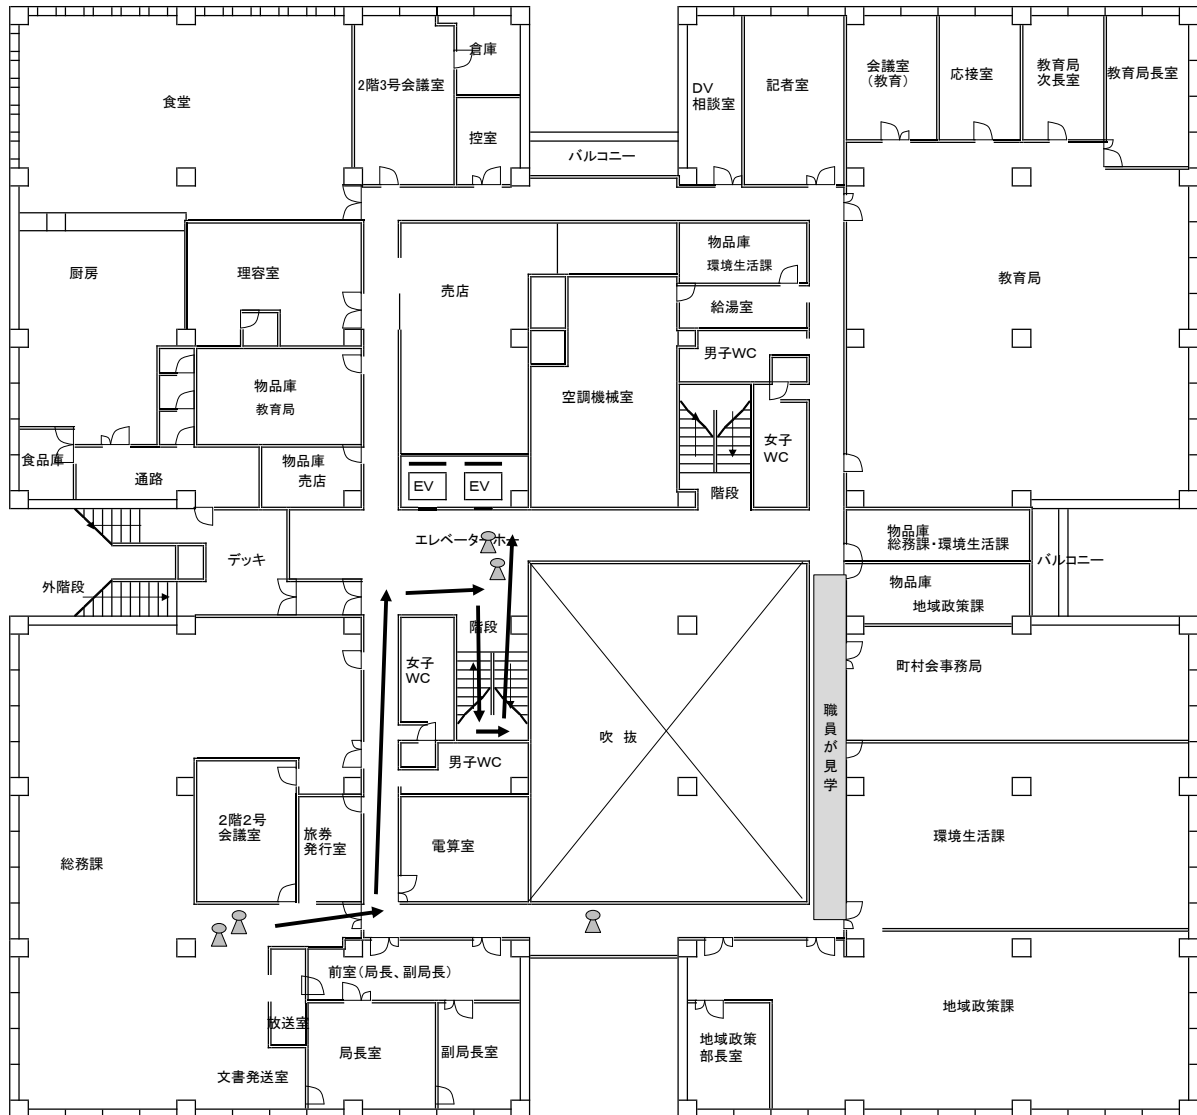 倉庫
2階3号会議室
食堂
控室
バルコニー
DV
相談室
記者室
会議室
（教育）
応接室
教育局
次長室
教育局長室
厨房
理容室
売店
物品庫
環境生活課
給湯室
男子WC
教育局
物品庫
教育局
空調機械室
女子
WC
食品庫
通路
物品庫
売店
EV
EV
階段
デッキ
エレベーターホー
外階段
物品庫
総務課・環境生活課
バルコニー
物品庫
地域政策課
階段
女子
WC
町村会事務局
職員が見学
吹 抜
男子WC
2階2号
会議室
旅券
発行室
電算室
総務課
環境生活課
前室（局長、副局長）
放送室
局長室
副局長室
文書発送室
地域政策
部長室
地域政策課